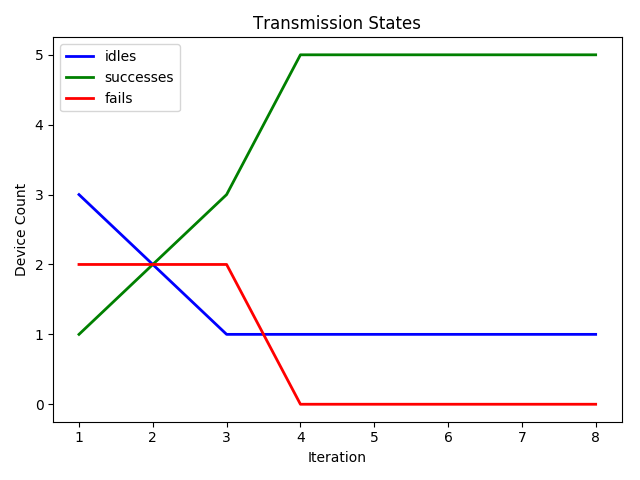 Transmission States
idles
successes
fails
Device Count
5
4
3
2
1
0
1 2 3 4 5 6 7 8
Iteration